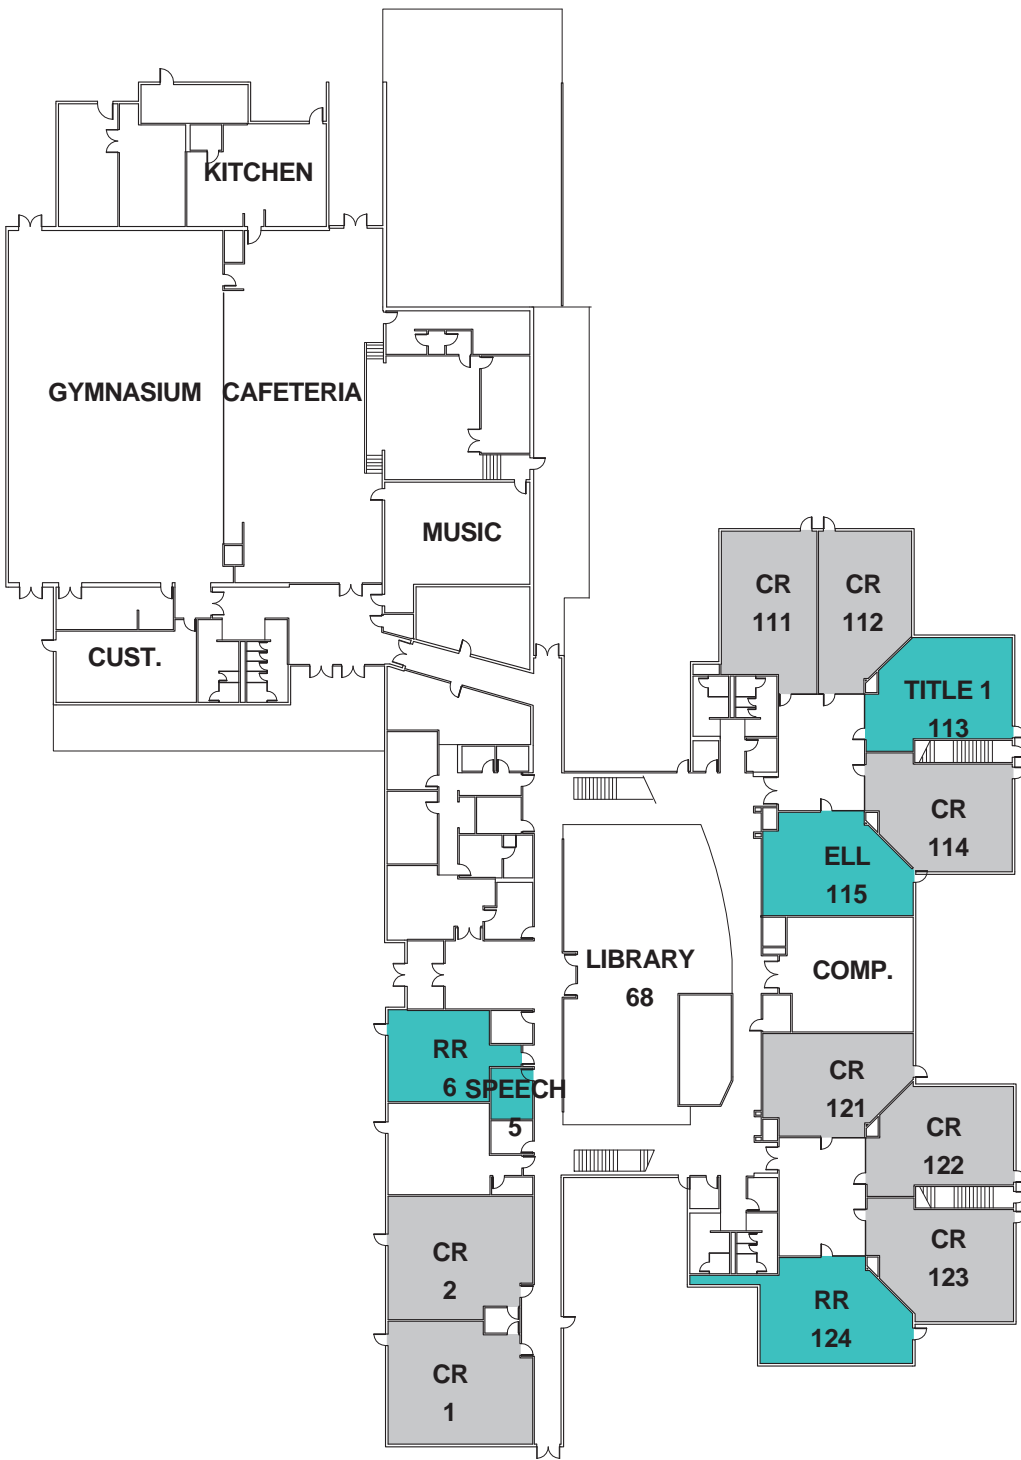 KITCHEN
GYMNASIUM
CAFETERIA
MUSIC
CUST.
CR
111
CR
112
TITLE 1
113
CR
114
ELL
115
LIBRARY
68
COMP.
RR
6
SPEECH
5
CR
121
CR
122
CR
123
CR
2
RR
124
CR
1